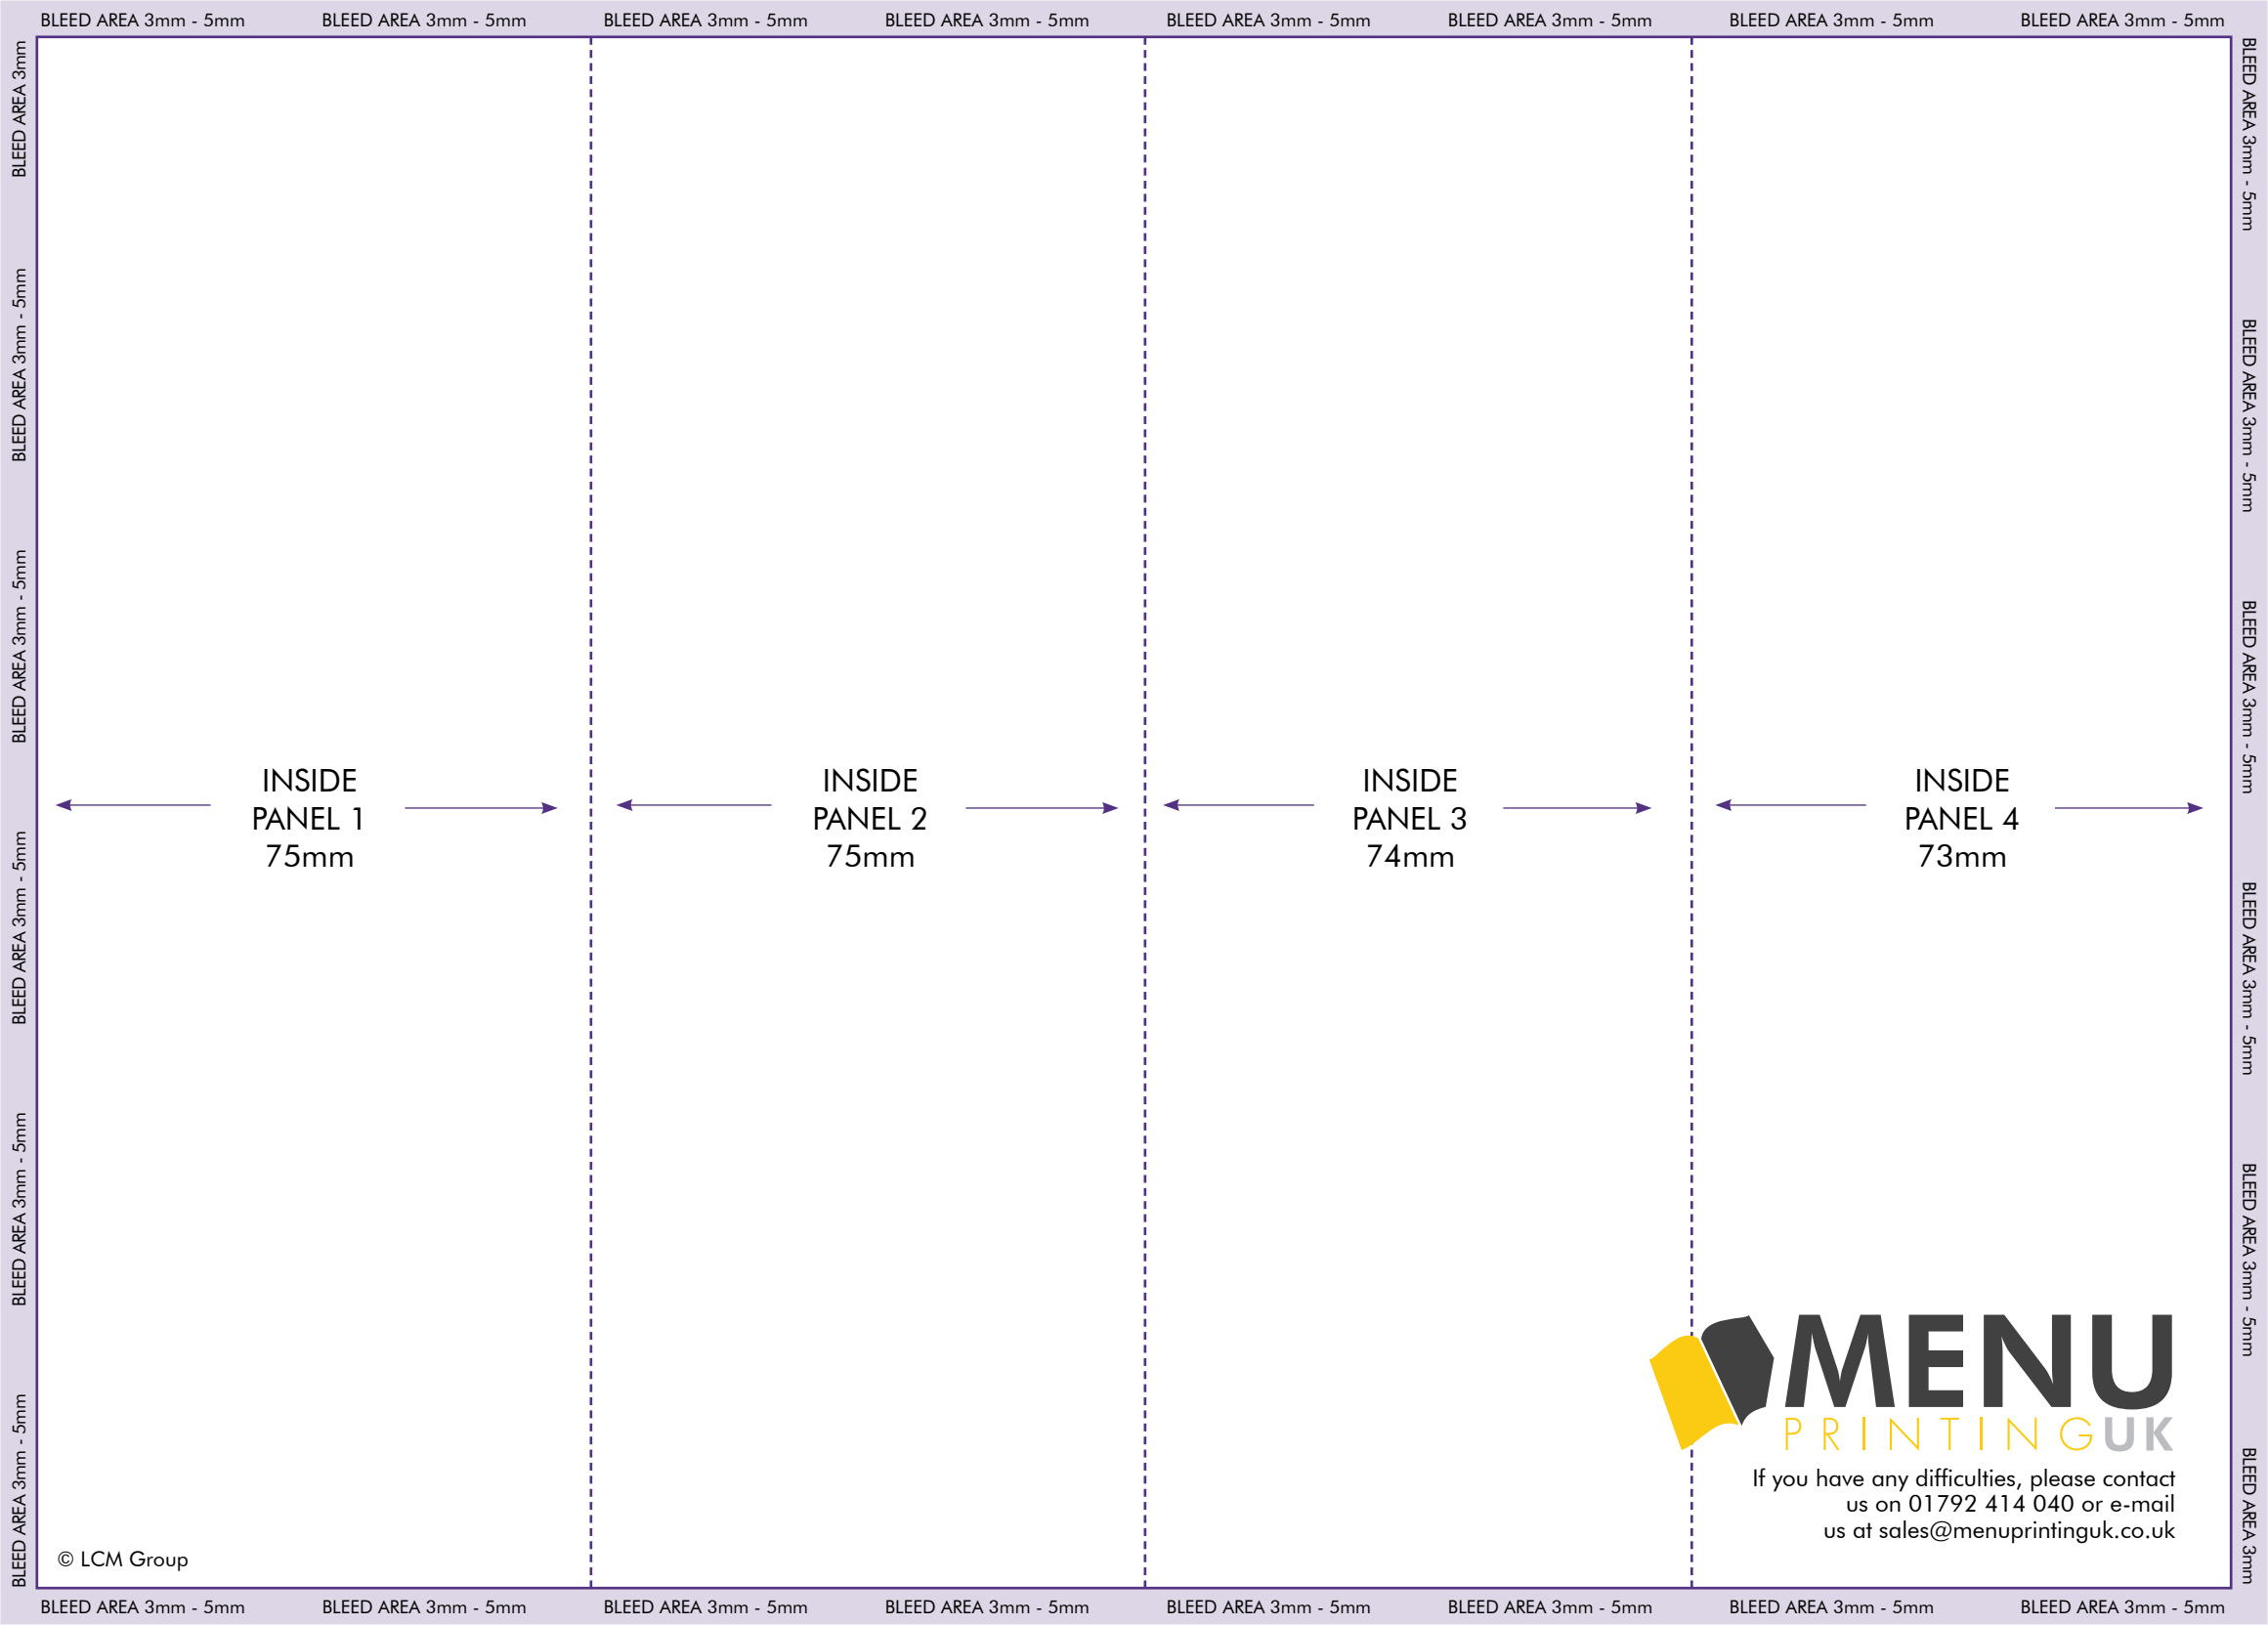 BLEED AREA 3mm - 5mm
BLEED AREA 3mm - 5mm
BLEED AREA 3mm - 5mm
BLEED AREA 3mm - 5mm
BLEED AREA 3mm - 5mm
BLEED AREA 3mm - 5mm
BLEED AREA 3mm - 5mm
BLEED AREA 3mm - 5mm
BLEED AREA 3mm
BLEED AREA 3mm - 5mm
BLEED AREA 3mm - 5mm
BLEED AREA 3mm - 5mm
BLEED AREA 3mm - 5mm
BLEED AREA 3mm - 5mm
INSIDE
PANEL 1
75mm
INSIDE
PANEL 2
75mm
INSIDE
PANEL 3
74mm
INSIDE
PANEL 4
73mm
MENU
PRINTINGUK
If you have any difficulties, please contact
us on 01792 414 040 or e-mail
us at sales@menuprintinguk.co.uk
© LCM Group
BLEED AREA 3mm - 5mm
BLEED AREA 3mm - 5mm
BLEED AREA 3mm - 5mm
BLEED AREA 3mm - 5mm
BLEED AREA 3mm - 5mm
BLEED AREA 3mm
BLEED AREA 3mm - 5mm
BLEED AREA 3mm - 5mm
BLEED AREA 3mm - 5mm
BLEED AREA 3mm - 5mm
BLEED AREA 3mm - 5mm
BLEED AREA 3mm - 5mm
BLEED AREA 3mm - 5mm
BLEED AREA 3mm - 5mm